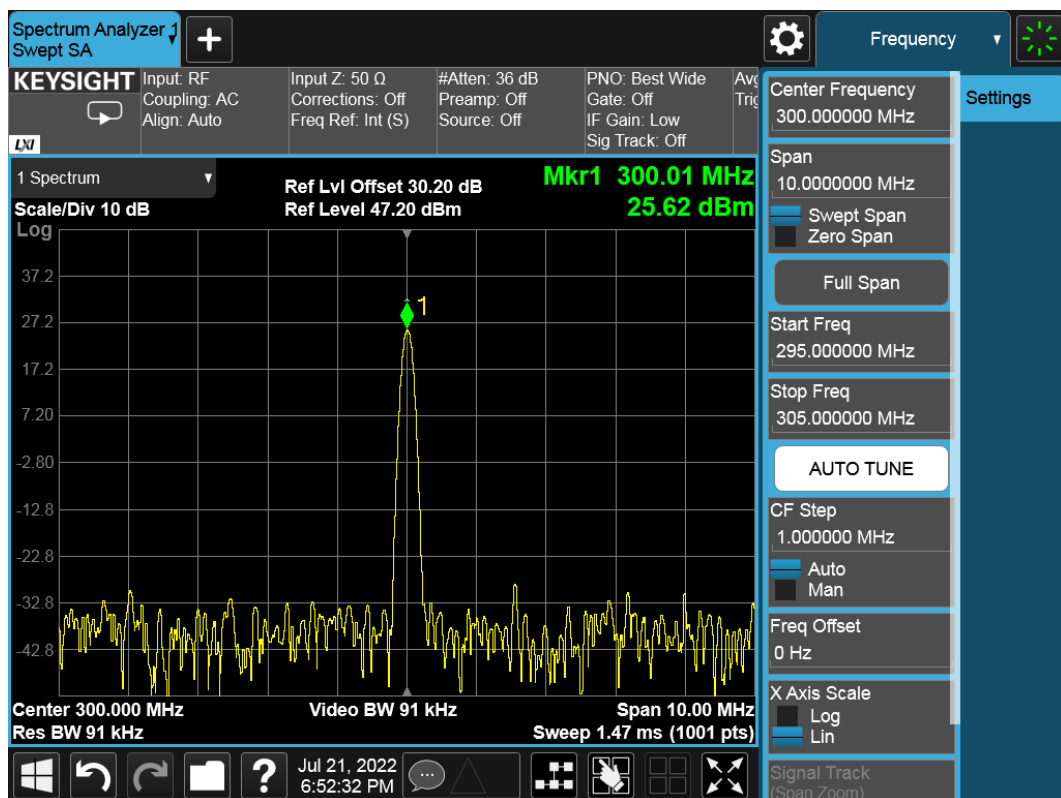 Spectrum Analyzer 1
Swept SA
Frequency
KEYSIGHT
LXI
Input: RF
Coupling: AC
Align: Auto
Input Z: 50 Ω
Corrections: Off
Freq Ref: Int (S)
#Atten: 36 dB
Preamp: Off
Source: Off
PNO: Best Wide
Gate: Off
IF Gain: Low
Sig Track: Off
1 Spectrum
Scale/Div 10 dB
Ref Lvl Offset 30.20 dB
Ref Level 47.20 dBm
Mkr1 300.01 MHz
25.62 dBm
Log
37.2
27.2
17.2
7.20
-2.80
-12.8
-22.8
-32.8
-42.8
1
Center 300.000 MHz
Video BW 91 kHz
Span 10.00 MHz
Res BW 91 kHz
Sweep 1.47 ms (1001 pts)
Jul 21, 2022
6:52:32 PM
Center Frequency
300.000000 MHz
Span
10.0000000 MHz
Swept Span
Zero Span
Full Span
Start Freq
295.000000 MHz
Stop Freq
305.000000 MHz
AUTO TUNE
CF Step
1.000000 MHz
Auto
Man
Freq Offset
0 Hz
X Axis Scale
Log
Lin
Signal Track
(Span Zoom)
Settings